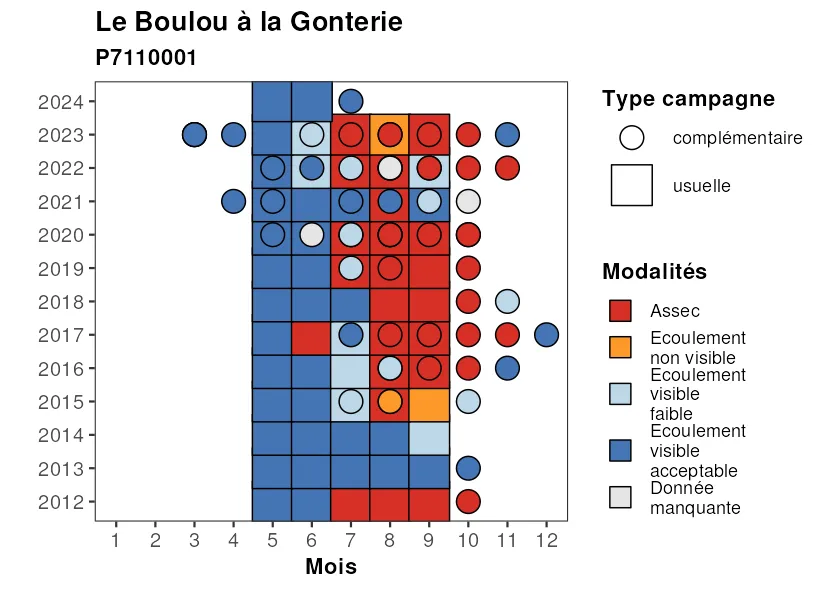 Le Boulou à la Gonterie
P7110001
2024
2023
2022
2021
2020
2019
2018
2017
2016
2015
2014
2013
2012
1 2 3 4 5 6 7 8 9 10 11 12
Mois
Type campagne
complémentaire
usuelle
Modalités
Assec
Ecoulement
non visible
Ecoulement
visible
faible
Ecoulement
visible
acceptable
Donnée
manquante